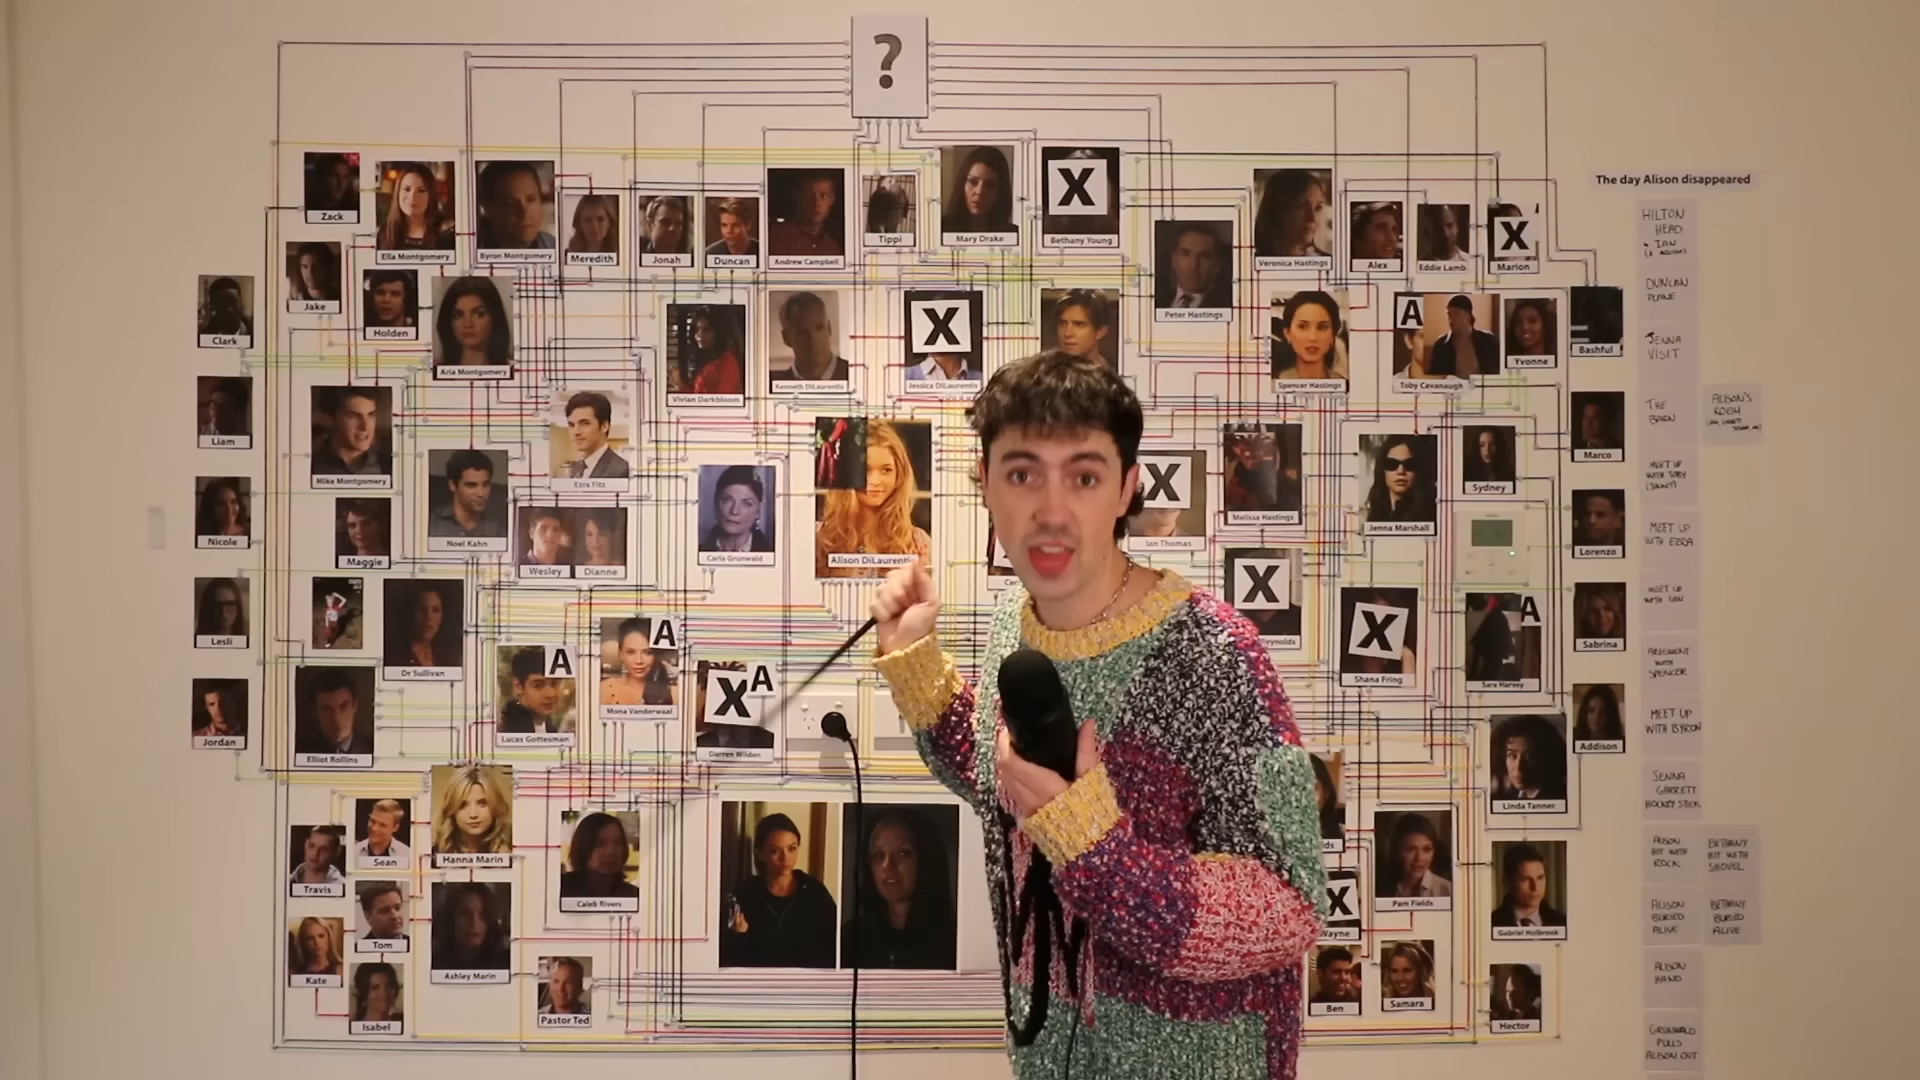 ?
The day Alison disappeared
Zack
Ella Montgomery
Byron Montgomery
Meredith
Jonah
Duncan
Andrew Campbell
Tippi
Mary Drake
X
Bethany Young
Veronica Hastings
Alex
Eddie Lamb
X
Marion
HILTON
HEAD
DUNCAN
PLANE
JENNA
VISIT
Clark
Jake
Holden
Aria Montgomery
Vivian Darkbloom
Kenneth DiLaurentis
X
Jessica DiLaurentis
Peter Hastings
Spencer Hastings
A
Toby Cavanaugh
Yvonne
Bashful
Liam
Mike Montgomery
Ezra Fitz
Noel Kahn
Carla Grunwald
Alison DiLaurentis
X
Ian Thomas
Melissa Hastings
Jenna Marshall
Sydney
Marco
THE
BARN
ALISON'S
ROOM
MEET UP
WITH TOBY
Nicole
Maggie
Wesley
Dianne
Lorenzo
MEET UP
WITH EZRA
Lesli
Dr Sullivan
A
Lucas Gottesman
A
Mona Vanderwaal
X A
Darren Wilden
X
eynolds
X
Shana Fring
A
Sara Harvey
Sabrina
MEET UP
WITH IAN
ARGUMENT
WITH
SPENCER
Jordan
Elliot Rollins
Linda Tanner
Addison
MEET UP
WITH BYRON
JENNA
GARRETT
HOCKEY STICK
Travis
Sean
Hanna Marin
Caleb Rivers
Pam Fields
Gabriel Holbrook
ALISON
HIT WITH
ROCK
BETHANY
HIT WITH
SHOVEL
Kate
Tom
Isabel
Ashley Marin
Pastor Ted
X
Wayne
Ben
Samara
Hector
ALISON
BURIED
ALIVE
BETHANY
BURIED
ALIVE
ALISON
HAND
GRUNWALD
PULLS
ALISON OUT